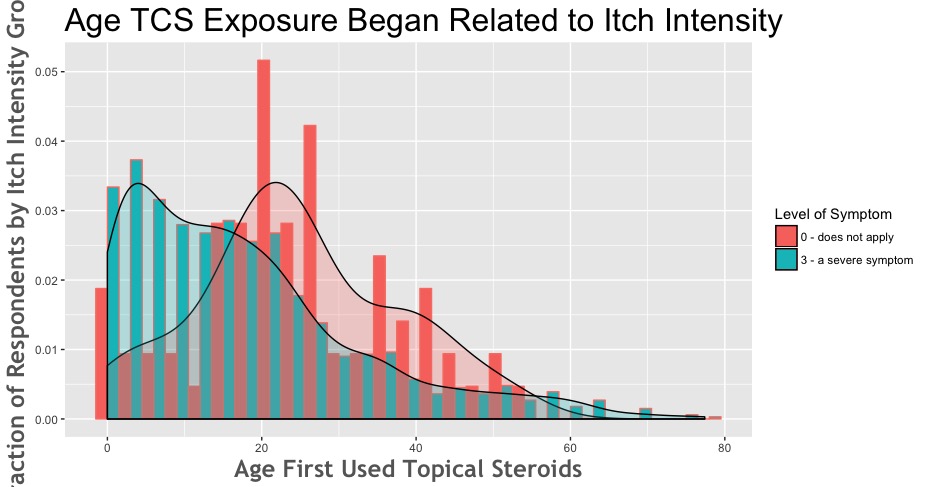 Age TCS Exposure Began Related to Itch Intensity
of Respondents by Itch Intensity
0.05
0.04
0.03
0.02
0.01
0.00
0
20
40
60
80
Age First Used Topical Steroids
Level of Symptom
0 - does not apply
3 - a severe symptom